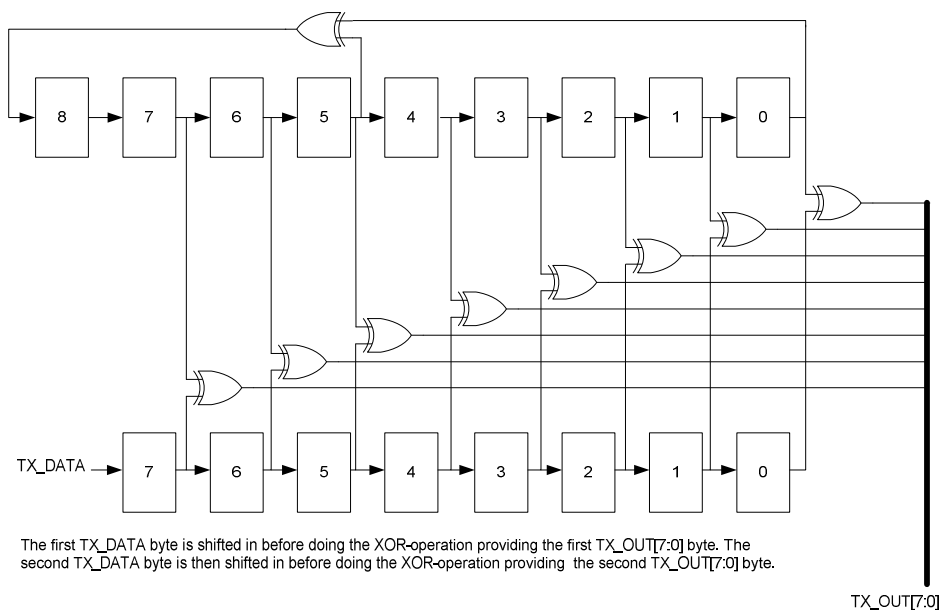 8 7 6 5 4 3 2 1 0
TX_DATA 7 6 5 4 3 2 1 0
The first TX_DATA byte is shifted in before doing the XOR-operation providing the first TX_OUT[7:0] byte. The
second TX_DATA byte is then shifted in before doing the XOR-operation providing the second TX_OUT[7:0] byte.
TX_OUT[7:0]